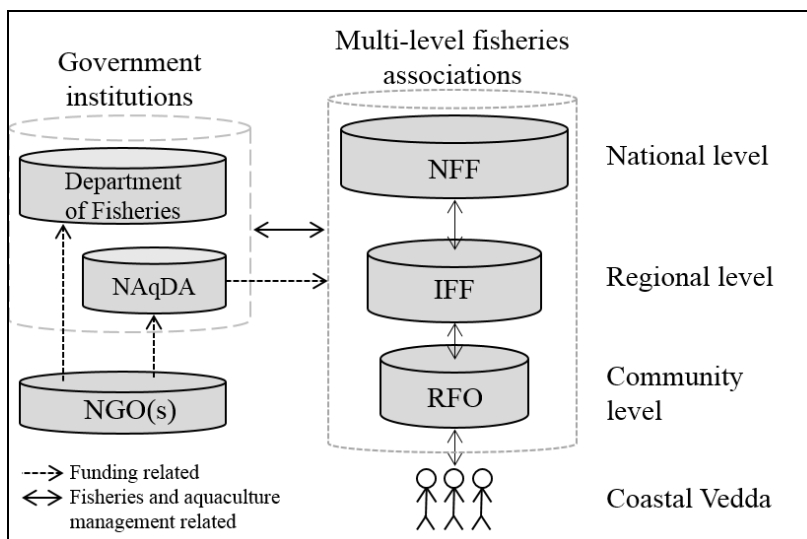 Government
institutions
Multi-level fisheries
associations
Department
of Fisheries
NAqDA
NGO(s)
NFF
IFF
RFO
National level
Regional level
Community
level
Coastal Vedda
Funding related
Fisheries and aquaculture
management related